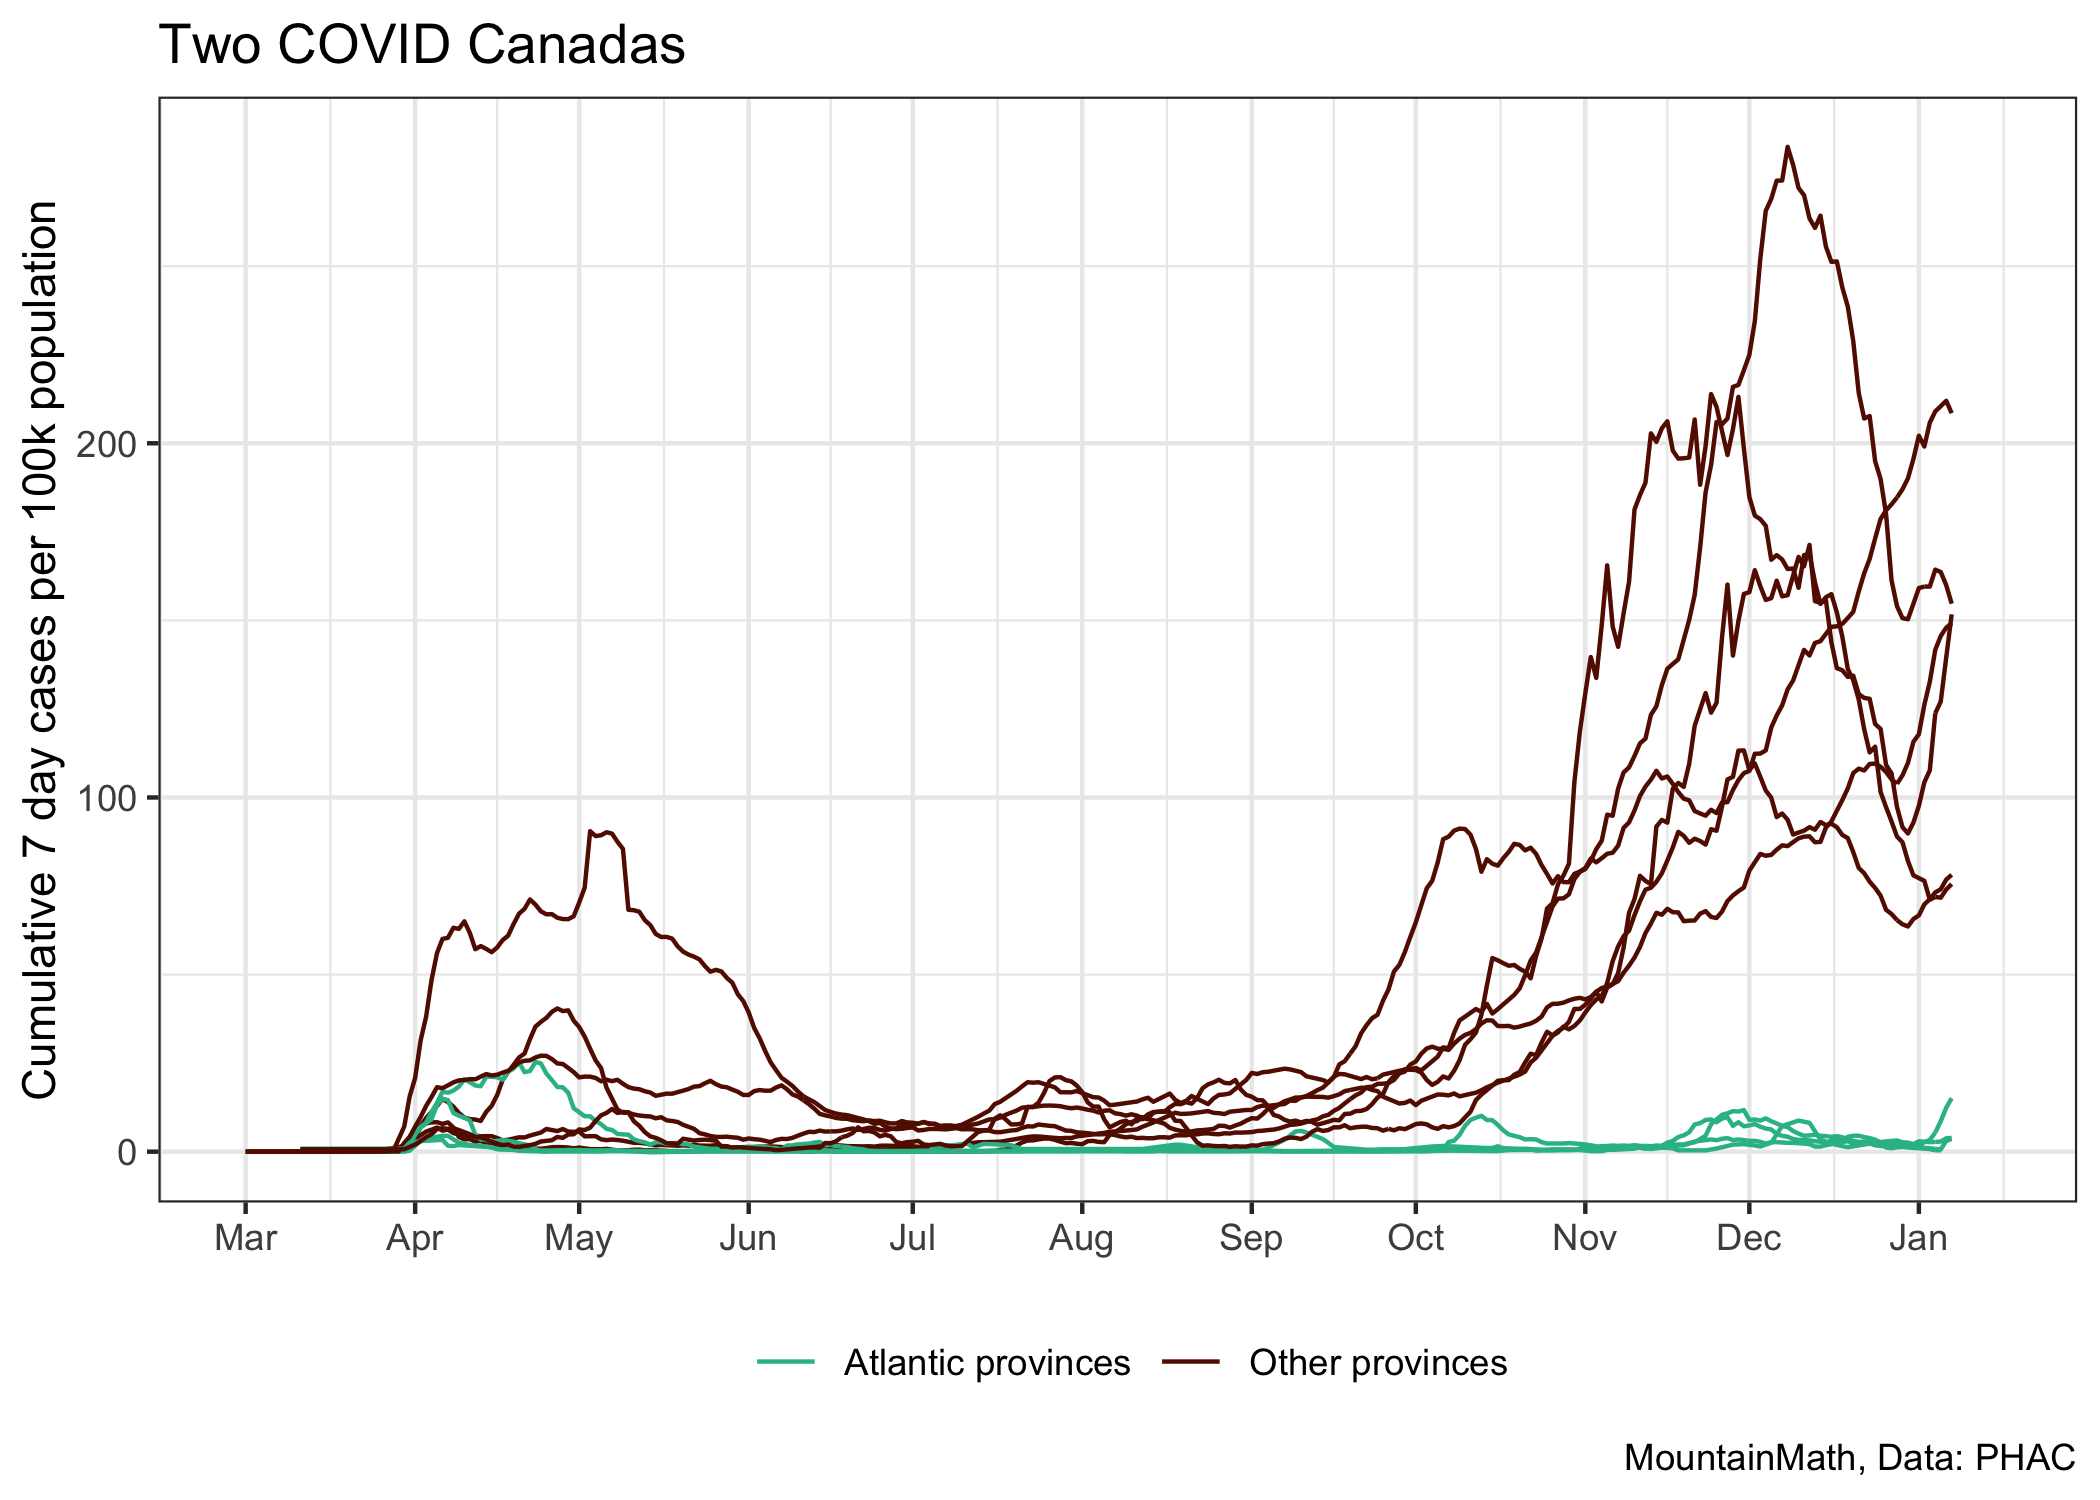 Two COVID Canadas
Cumulative 7 day cases per 100k population
200
100
0
Mar Apr May Jun Jul Aug Sep Oct Nov Dec Jan
Atlantic provinces Other provinces
MountainMath, Data: PHAC